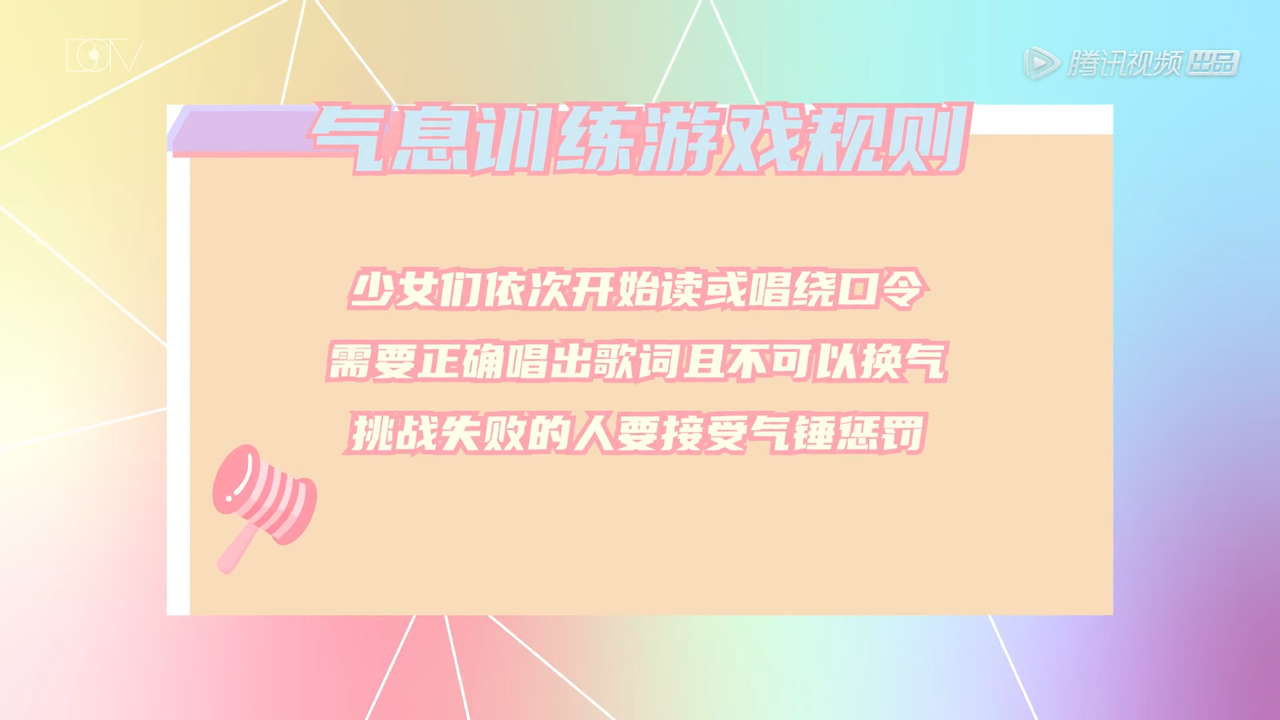 腾讯视频 出品
气息训练游戏规则
少女们依次开始读或唱绕口令
需要正确唱出歌词且不可以换气
挑战失败的人要接受气锤惩罚